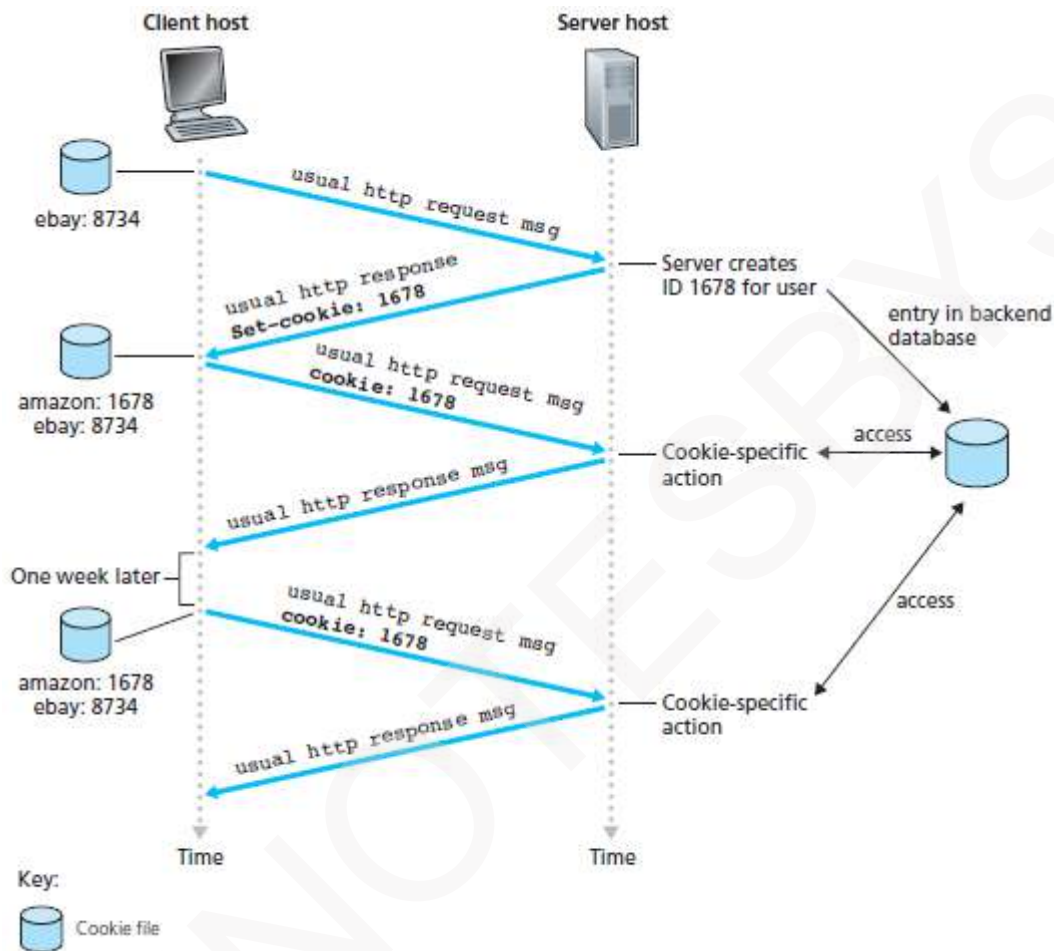 Client host
Server host
usual http request msg
ebay: 8734
Server creates
ID 1678 for user
usual http response
Set-cookie: 1678
entry in backend
database
usual http request msg
cookie: 1678
amazon: 1678
ebay: 8734
access
Cookie-specific
action
usual http response msg
One week later
usual http request msg
cookie: 1678
access
amazon: 1678
ebay: 8734
Cookie-specific
action
usual http response msg
Time
Time
Key:
Cookie file
NOTESBYS